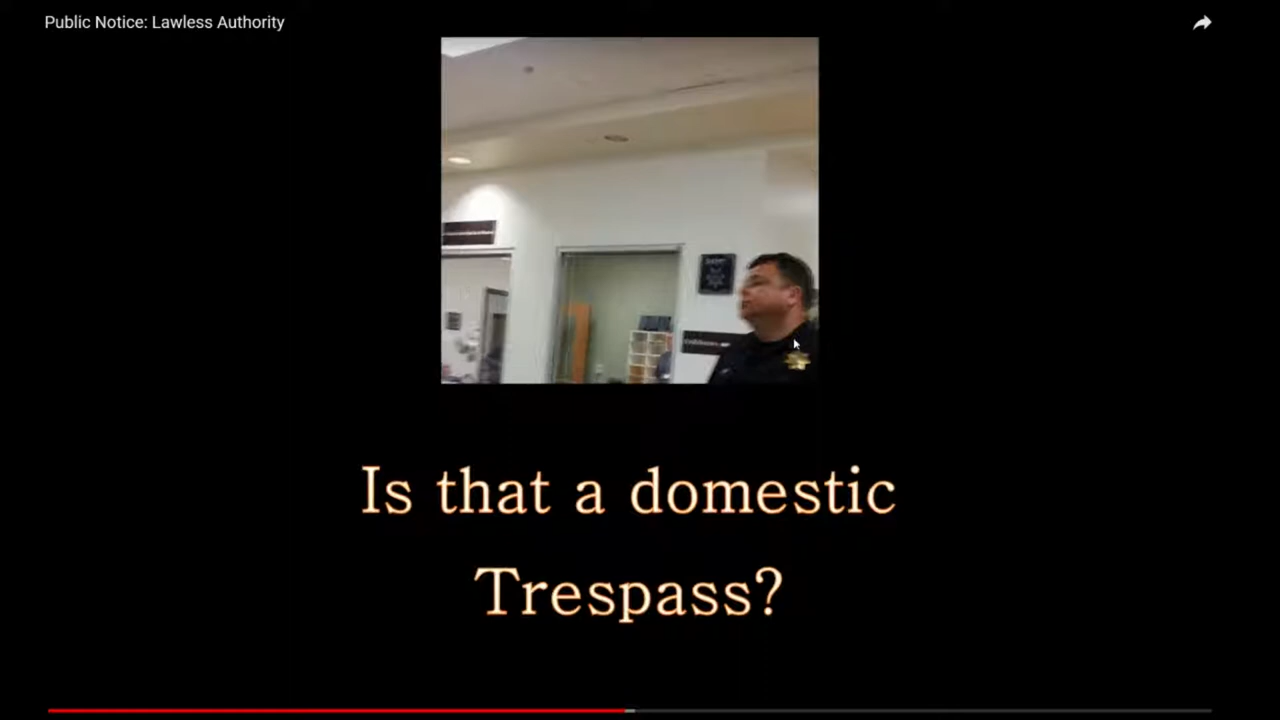 Public Notice: Lawless Authority
Is that a domestic
Trespass?